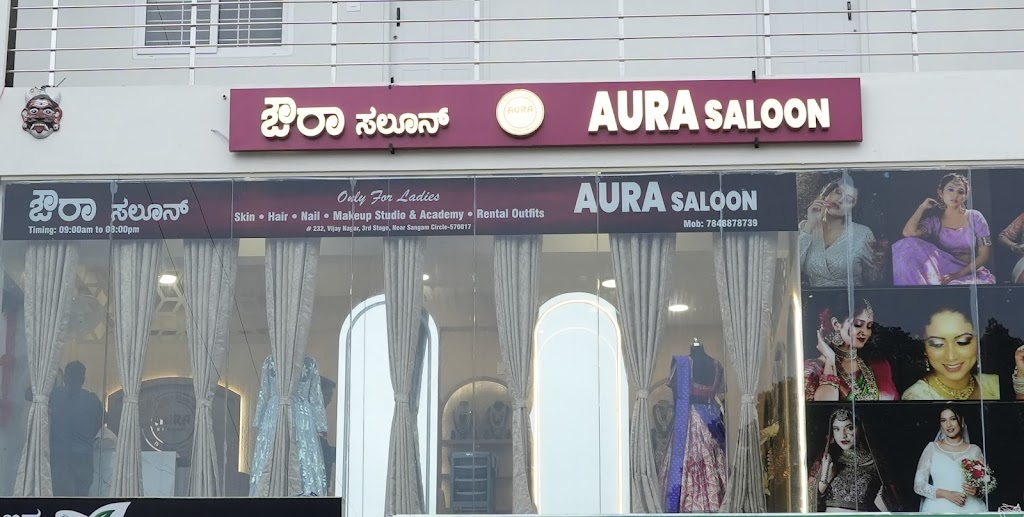 ಔರಾ ಸಲೂನ್ AURA AURA SALOON
ಔರಾ ಸಲೂನ್ Only For Ladies AURA SALOON
Skin • Hair • Nail • Makeup Studio & Academy • Rental Outfits
Timing: 09:00am to 08:00pm # 232, Vijay Nagar, 3rd Stage, Near Sangam Circle-570017 Mob: 7848878739
AURA